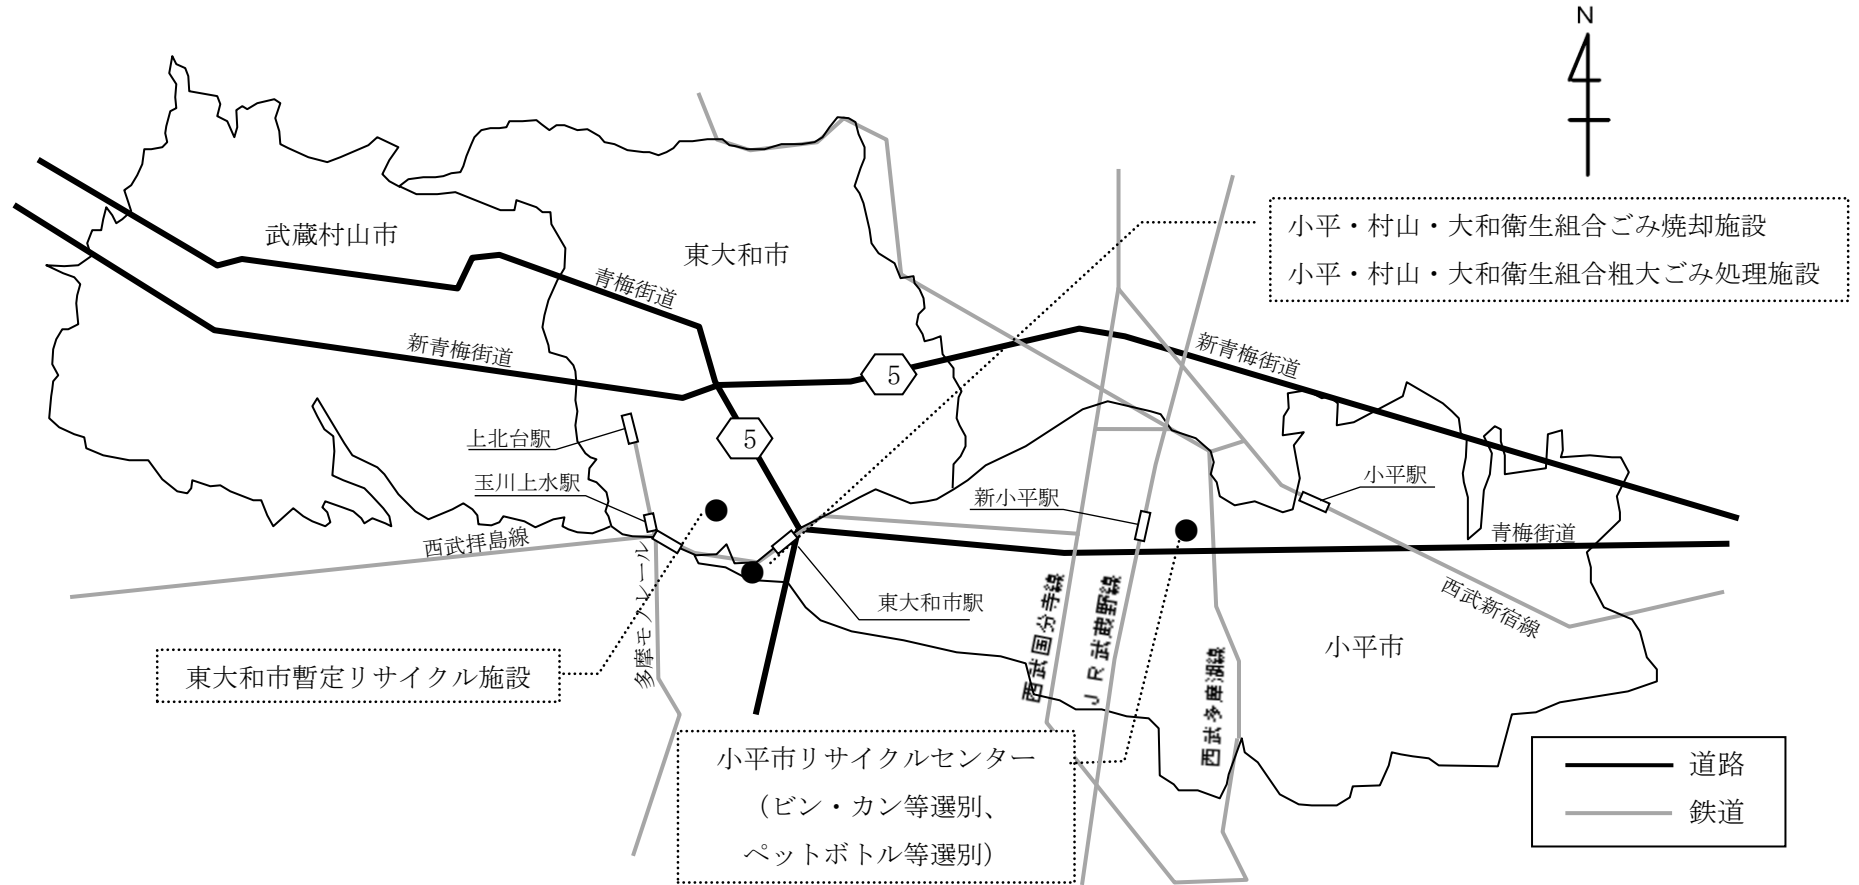 N
小平・村山・大和衛生組合ごみ焼却施設
小平・村山・大和衛生組合粗大ごみ処理施設
武蔵村山市
東大和市
青梅街道
新青梅街道
新青梅街道
5
5
上北台駅
玉川上水駅
小平駅
新小平駅
西武拝島線
青梅街道
東大和市駅
多摩モノレール
西武国分寺線
JR武蔵野線
西武多摩湖線
西武新宿線
小平市
東大和市暫定リサイクル施設
小平市リサイクルセンター
（ビン・カン等選別、
ペットボトル等選別）
道路
鉄道